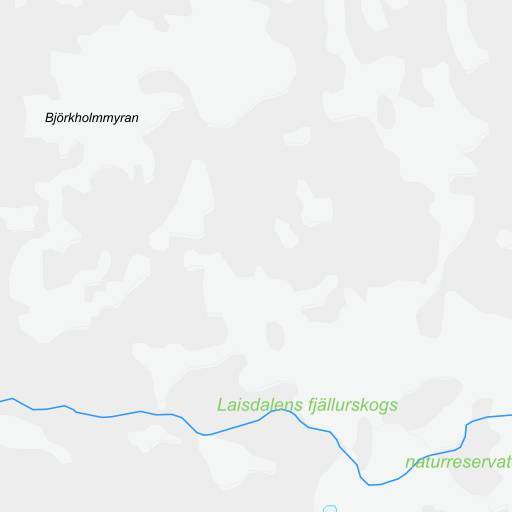 Björkholmmyran
Laisdalens fjällurskogs
naturreservat